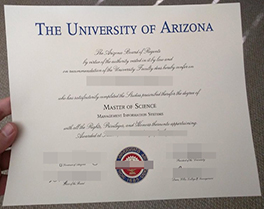 THE UNIVERSITY OF ARIZONA
The Arizona Board of Regents
by virtue of the authority vested in it by law and
on recommendation of the University Faculty does hereby confer on
who has satisfactorily completed the Studies prescribed therefor the degree of
MASTER OF SCIENCE
MANAGEMENT INFORMATION SYSTEMS
with all the Rights, Privileges, and Honors thereunto appertaining
Awarded at